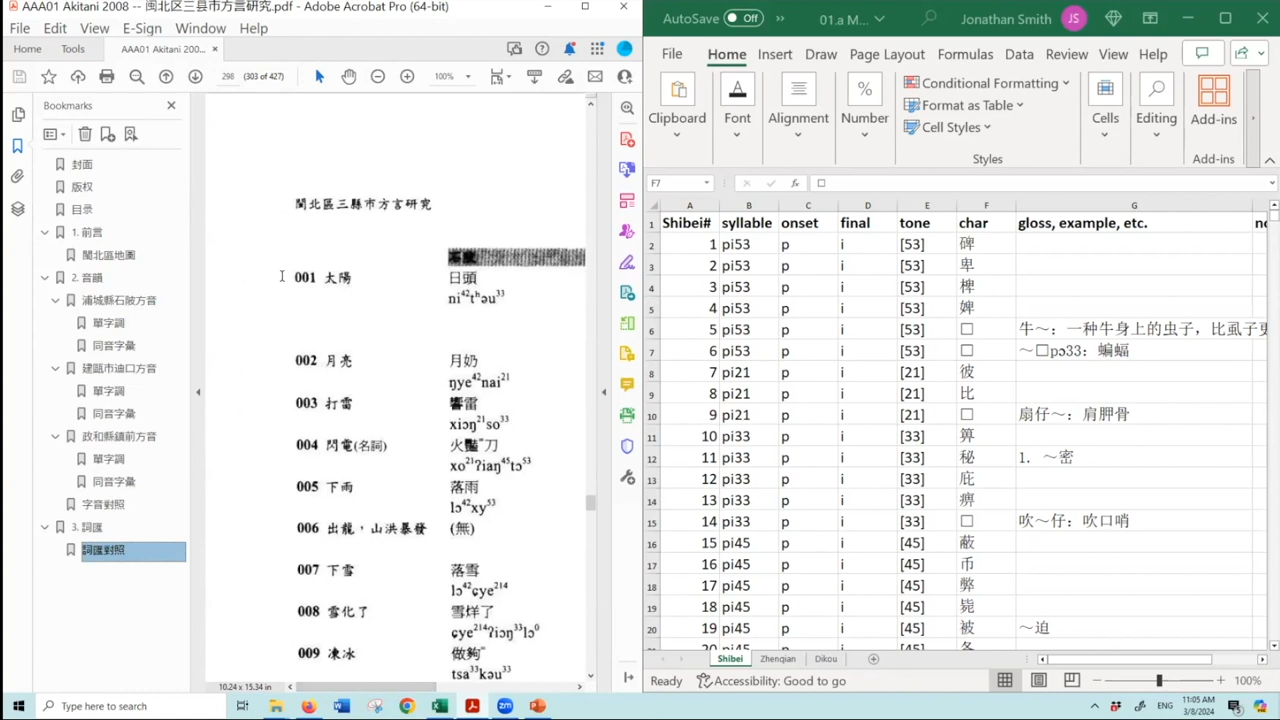 AAA01 Akitani 2008 -- 閩北区三县市方言研究.pdf - Adobe Acrobat Pro (64-bit)
File Edit View E-Sign Window Help
Home Tools AAA01 Akitani 200... ×
298 (303 of 427) 100%
Bookmarks
封面
版权
目录
1. 前言
閩北區地圖
2. 音韻
浦城縣石陂方音
單字調
同音字彙
建甌市迪口方音
單字調
同音字彙
政和縣鎮前方音
單字調
同音字彙
字音對照
3. 詞匯
詞匯對照
閩北區三縣市方言研究
001 太陽 日頭
ni⁴²tʰəu³³
002 月亮 月奶
ŋye⁴²nai²¹
003 打雷 響雷
xiɔŋ²¹so³³
004 閃電(名詞) 火豔⁼刀
xo²¹ʔiaŋ⁴⁵tɔ⁵³
005 下雨 落雨
lɔ⁴²xy⁵³
006 出龍，山洪暴發 (無)
007 下雪 落雪
lɔ⁴²ɕye²¹⁴
008 雪化了 雪烊了
ɕye²¹⁴ʔiɔŋ³³lɔ⁰
009 凍冰 做夠⁼
tsa³³kəu³³
10.24 x 15.34 in
AutoSave Off 01.a M... Jonathan Smith JS
File Home Insert Draw Page Layout Formulas Data Review View Help
Clipboard Font Alignment Number Conditional Formatting Format as Table Cell Styles Cells Editing Add-ins
Styles Add-ins
F7 fx □
A B C D E F G
1 Shibei# syllable onset final tone char gloss, example, etc. no
2 1 pi53 p i [53] 碑
3 2 pi53 p i [53] 卑
4 3 pi53 p i [53] 椑
5 4 pi53 p i [53] 婢
6 5 pi53 p i [53] □ 牛～：一种牛身上的虫子，比虱子更
7 6 pi53 p i [53] □ ～□pɔ33：蝙蝠
8 7 pi21 p i [21] 彼
9 8 pi21 p i [21] 比
10 9 pi21 p i [21] □ 扇仔～：肩胛骨
11 10 pi33 p i [33] 箅
12 11 pi33 p i [33] 秘 1. ～密
13 12 pi33 p i [33] 庇
14 13 pi33 p i [33] 痹
15 14 pi33 p i [33] □ 吹～仔：吹口哨
16 15 pi45 p i [45] 蔽
17 16 pi45 p i [45] 币
18 17 pi45 p i [45] 弊
19 18 pi45 p i [45] 毙
20 19 pi45 p i [45] 被 ～迫
Shibei Zhenqian Dikou
Ready Accessibility: Good to go 100%
Type here to search ENG 11:05 AM 3/8/2024